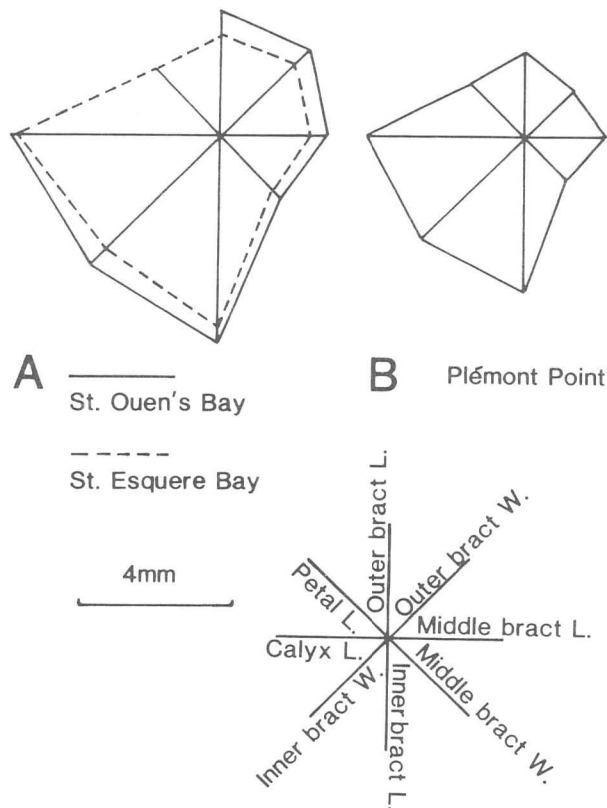 A
St. Ouen's Bay
St. Esquere Bay
4mm
B Plémont Point
Outer bract L.
Outer bract W.
Middle bract L.
Middle bract W.
Inner bract L.
Inner bract W.
Calyx L.
Petal L.